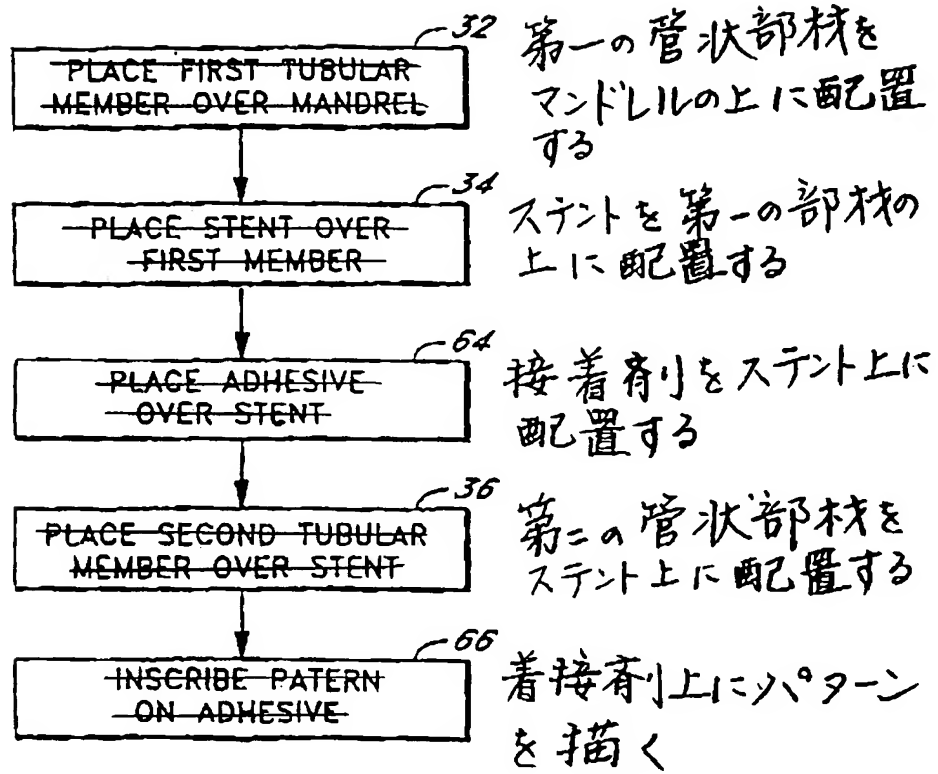 32
PLACE FIRST TUBULAR
MEMBER OVER MANDREL
第一の管状部材を
マンドレルの上に配置
する
34
PLACE STENT OVER
FIRST MEMBER
ステントを第一の部材の
上に配置する
64
PLACE ADHESIVE
OVER STENT
接着剤をステント上に
配置する
36
PLACE SECOND TUBULAR
MEMBER OVER STENT
第二の管状部材を
ステント上に配置する
66
INSCRIBE PATERN
ON ADHESIVE
着接剤上にパターン
を描く